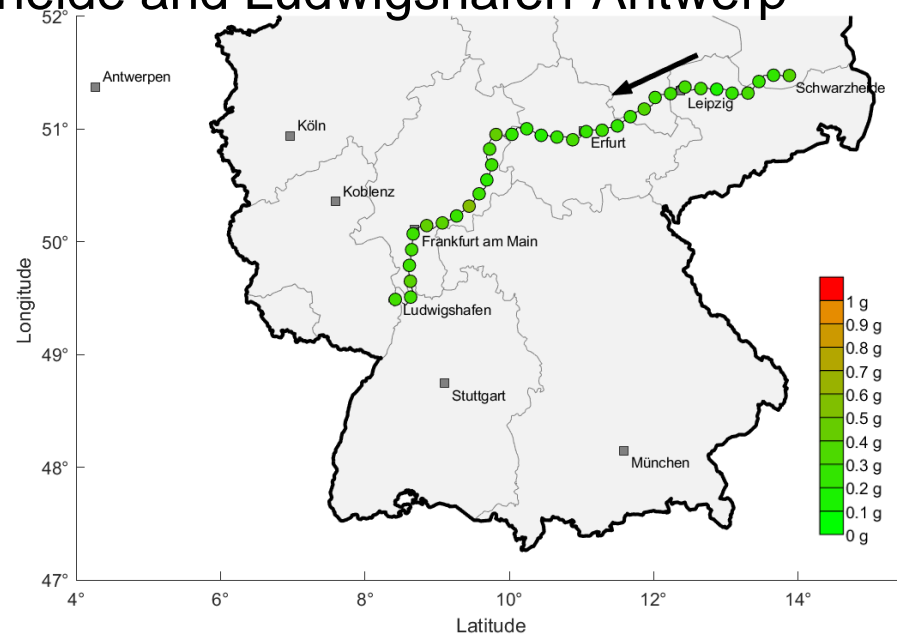 heide and Ludwigshafen-Antwerp
52°
51°
50°
49°
48°
47°
Longitude
Antwerpen
Köln
Koblenz
Schwarzheide
Leipzig
Erfurt
Frankfurt am Main
Ludwigshafen
Stuttgart
München
1 g
0.9 g
0.8 g
0.7 g
0.6 g
0.5 g
0.4 g
0.3 g
0.2 g
0.1 g
0 g
4°
6°
8°
10°
12°
14°
Latitude